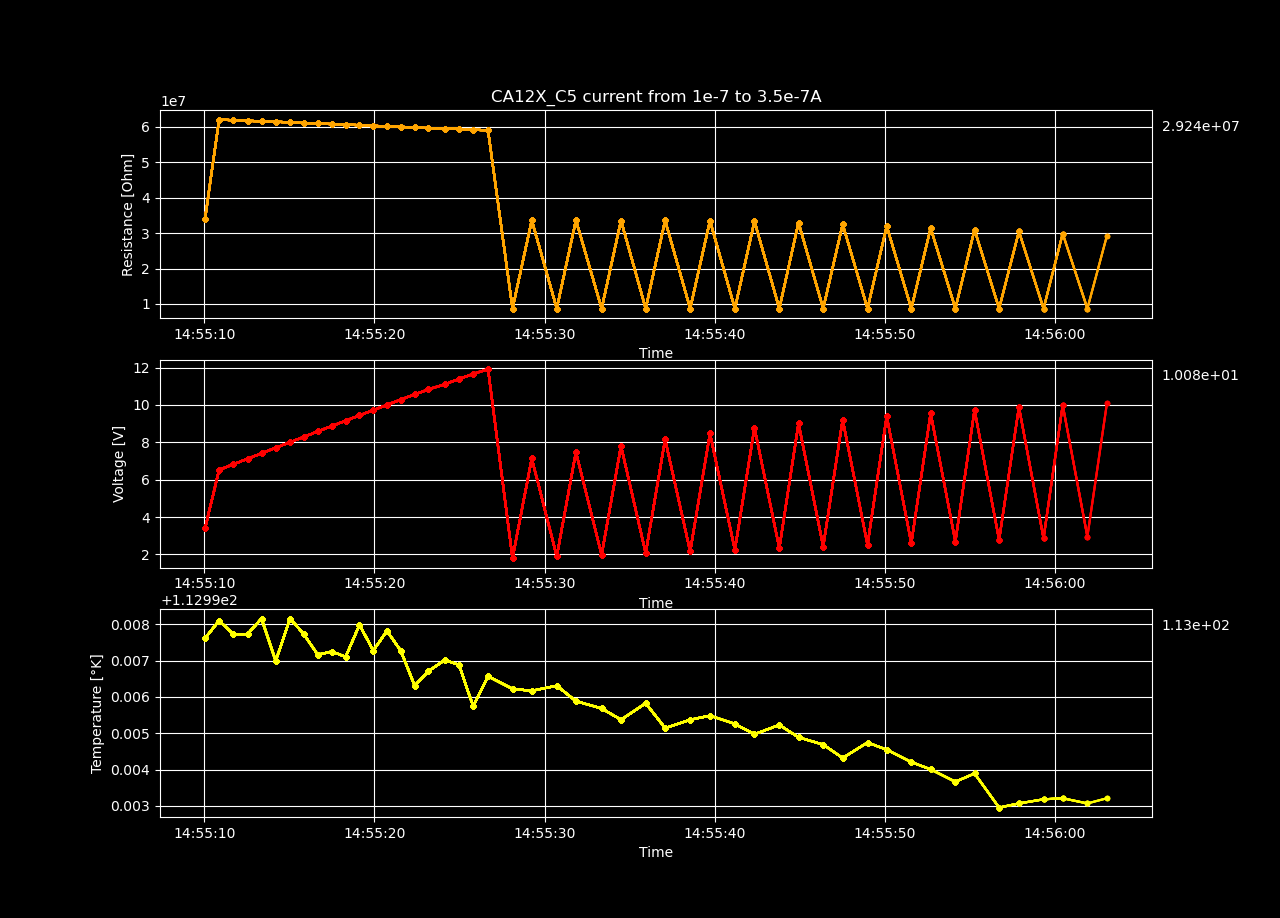 CA12X_C5 current from 1e-7 to 3.5e-7A
1e7
2.924e+07
Resistance [Ohm]
6
5
4
3
2
1
14:55:10 14:55:20 14:55:30 14:55:40 14:55:50 14:56:00
Time
1.008e+01
Voltage [V]
12
10
8
6
4
2
14:55:10 14:55:20 14:55:30 14:55:40 14:55:50 14:56:00
Time
+1.1299e2
1.13e+02
Temperature [°K]
0.008
0.007
0.006
0.005
0.004
0.003
14:55:10 14:55:20 14:55:30 14:55:40 14:55:50 14:56:00
Time